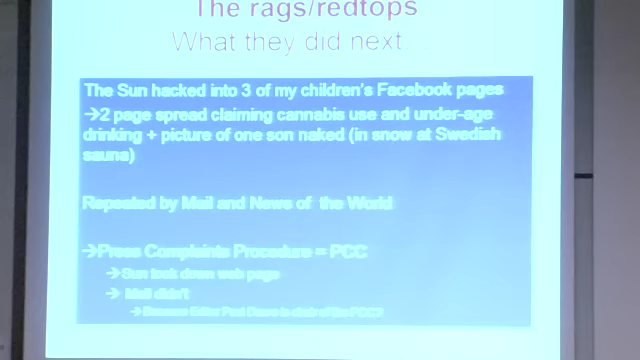 The rags/redtops
What they did next.
The Sun hacked into 3 of my children's Facebook pages
→2 page spread claiming cannabis use and under-age
drinking + picture of one son naked (in snow at Swedish
sauna)
Repeated by Mail and News of the World
→Press Complaints Procedure = PCC
→Sun took down web page
→ Mail didn't
→Because Editor Paul Dacre is chair of the PCC?